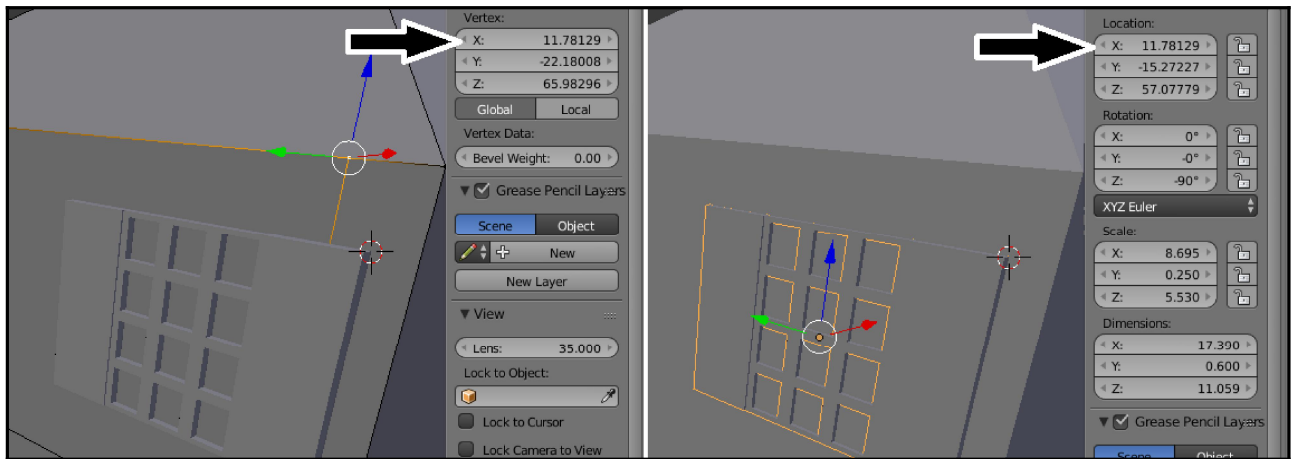 Vertex:
X: 11.78129
Y: -22.18008
Z: 65.98296
Global Local
Vertex Data:
Bevel Weight: 0.00
Grease Pencil Layers
Scene Object
New
New Layer
View
Lens: 35.000
Lock to Object:
Lock to Cursor
Lock Camera to View
Location:
X: 11.78129
Y: -15.27227
Z: 57.07779
Rotation:
X: 0°
Y: -0°
Z: -90°
XYZ Euler
Scale:
X: 8.695
Y: 0.250
Z: 5.530
Dimensions:
X: 17.390
Y: 0.600
Z: 11.059
Grease Pencil Layers
Scene Object